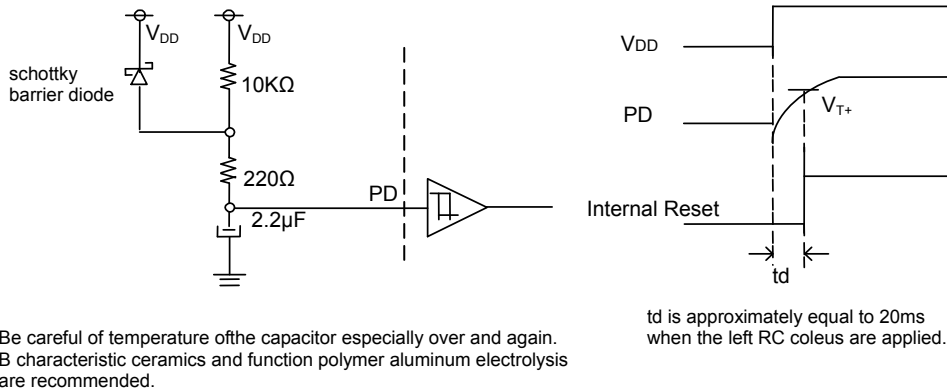 VDD
VDD
schottky
barrier diode
10KΩ
220Ω
2.2µF
PD
VDD
PD
VT+
Internal Reset
td
Be careful of temperature ofthe capacitor especially over and again.
B characteristic ceramics and function polymer aluminum electrolysis
are recommended.
td is approximately equal to 20ms
when the left RC coleus are applied.